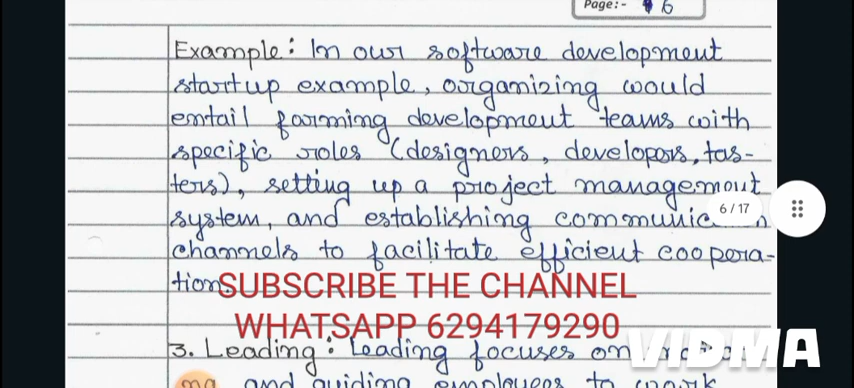 Page:- 6
Example: In our software development
startup example, organizing would
entail forming development teams with
specific roles (designers, developers, tas-
ters), setting up a project management
system, and establishing
6 / 17
channels to facilitate efficient coopera-
tion.
SUBSCRIBE THE CHANNEL
WHATSAPP 6294179290
VIDMA
3. Leading: Leading focuses on
and guiding employees to work